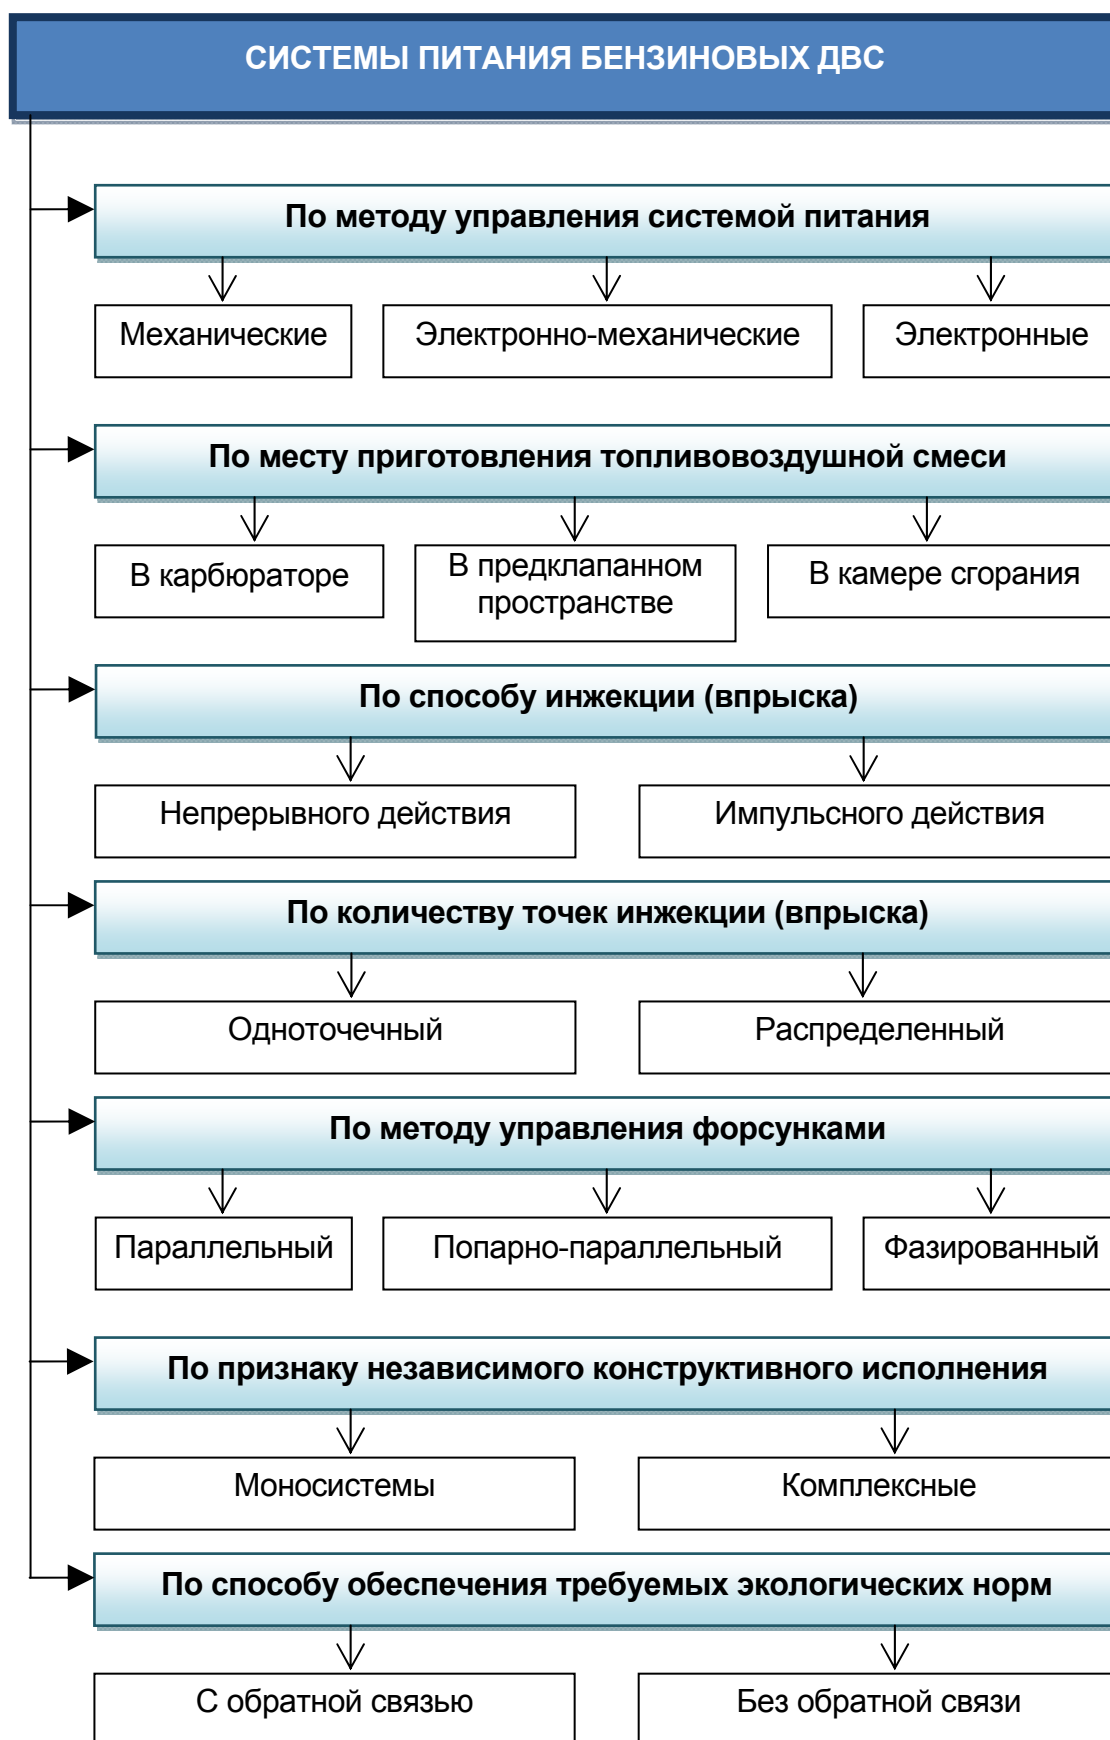 СИСТЕМЫ ПИТАНИЯ БЕНЗИНОВЫХ ДВС
По методу управления системой питания
Механические
Электронно-механические
Электронные
По месту приготовления топливовоздушной смеси
В карбюраторе
В предклапанном
пространстве
В камере сгорания
По способу инжекции (впрыска)
Непрерывного действия
Импульсного действия
По количеству точек инжекции (впрыска)
Одноточечный
Распределенный
По методу управления форсунками
Параллельный
Попарно-параллельный
Фазированный
По признаку независимого конструктивного исполнения
Моносистемы
Комплексные
По способу обеспечения требуемых экологических норм
С обратной связью
Без обратной связи